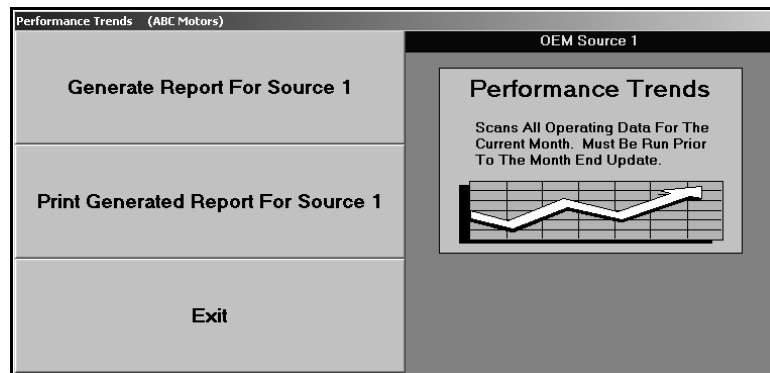 Performance Trends (ABC Motors)
Generate Report For Source 1
Print Generated Report For Source 1
Exit
OEM Source 1
Performance Trends
Scans All Operating Data For The
Current Month. Must Be Run Prior
To The Month End Update.